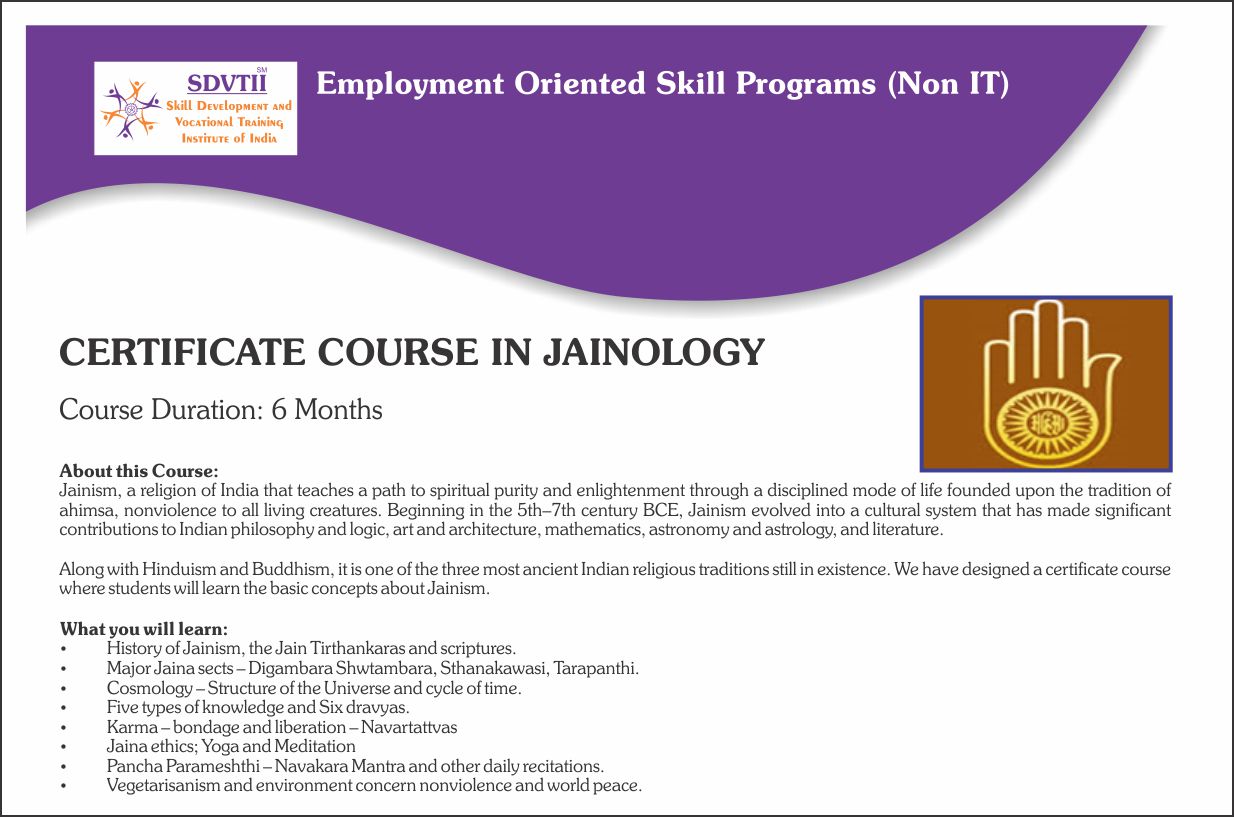 SDVTII SM
Skill Development and
Vocational Training
Institute of India
Employment Oriented Skill Programs (Non IT)
CERTIFICATE COURSE IN JAINOLOGY
Course Duration: 6 Months
About this Course:
Jainism, a religion of India that teaches a path to spiritual purity and enlightenment through a disciplined mode of life founded upon the tradition of
ahimsa, nonviolence to all living creatures. Beginning in the 5th–7th century BCE, Jainism evolved into a cultural system that has made significant
contributions to Indian philosophy and logic, art and architecture, mathematics, astronomy and astrology, and literature.
Along with Hinduism and Buddhism, it is one of the three most ancient Indian religious traditions still in existence. We have designed a certificate course
where students will learn the basic concepts about Jainism.
What you will learn:
• History of Jainism, the Jain Tirthankaras and scriptures.
• Major Jaina sects – Digambara Shwtambara, Sthanakawasi, Tarapanthi.
• Cosmology – Structure of the Universe and cycle of time.
• Five types of knowledge and Six dravyas.
• Karma – bondage and liberation – Navartattvas
• Jaina ethics; Yoga and Meditation
• Pancha Parameshthi – Navakara Mantra and other daily recitations.
• Vegetarisanism and environment concern nonviolence and world peace.